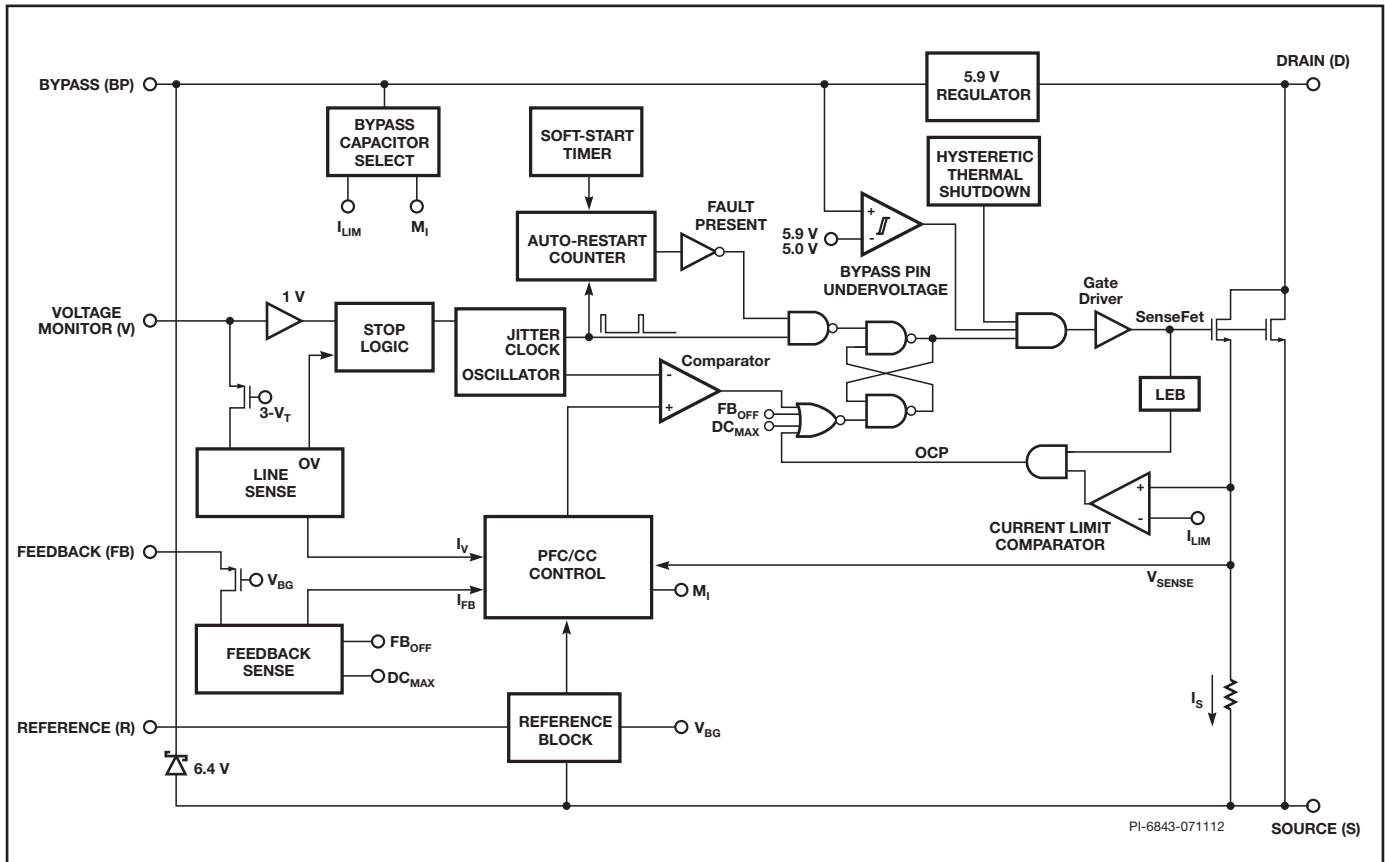 DRAIN (D)
BYPASS (BP)
5.9 V
REGULATOR
BYPASS
CAPACITOR
SELECT
I_LIM
M_I
SOFT-START
TIMER
HYSTERETIC
THERMAL
SHUTDOWN
FAULT
PRESENT
AUTO-RESTART
COUNTER
+
-
5.9 V
5.0 V
BYPASS PIN
UNDERVOLTAGE
Gate
Driver
SenseFet
VOLTAGE
MONITOR (V)
1 V
STOP
LOGIC
JITTER
CLOCK
OSCILLATOR
Comparator
-
+
3-V_T
FB_OFF
DC_MAX
LEB
OCP
OV
LINE
SENSE
+
-
I_LIM
CURRENT LIMIT
COMPARATOR
FEEDBACK (FB)
V_BG
I_V
I_FB
PFC/CC
CONTROL
M_I
V_SENSE
FEEDBACK
SENSE
FB_OFF
DC_MAX
REFERENCE (R)
REFERENCE
BLOCK
V_BG
I_S
6.4 V
PI-6843-071112
SOURCE (S)